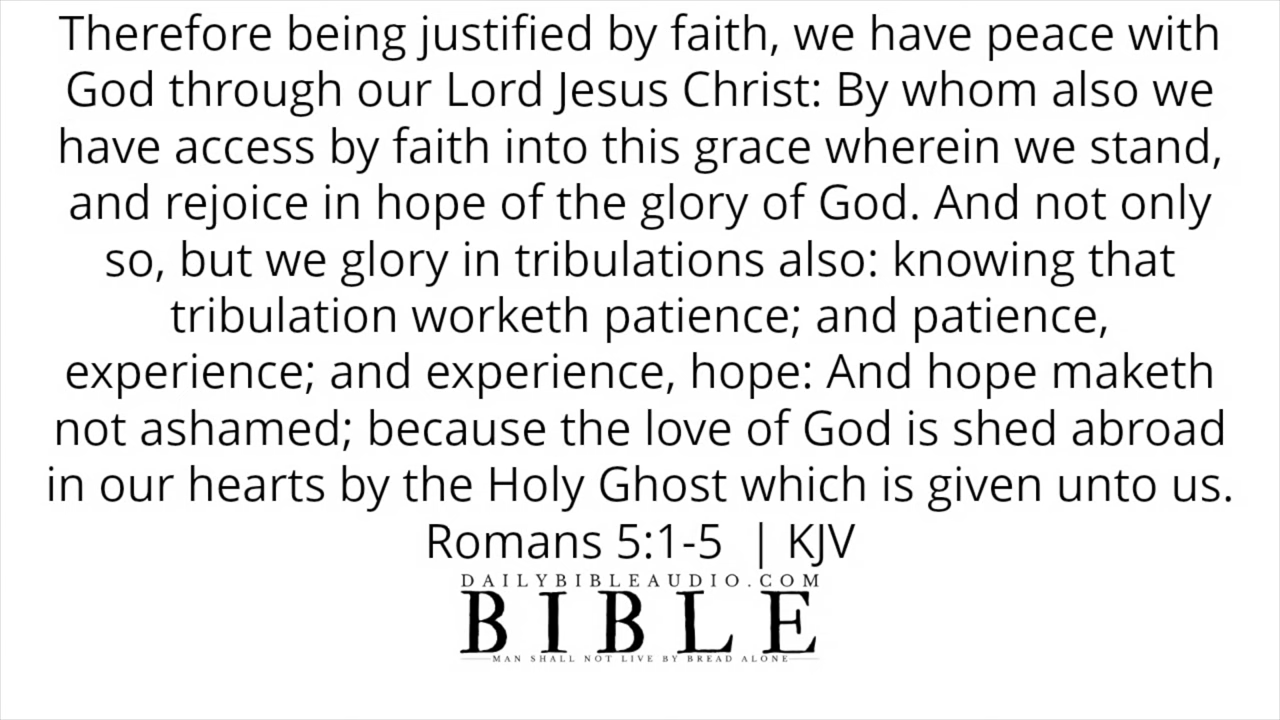 Therefore being justified by faith, we have peace with
God through our Lord Jesus Christ: By whom also we
have access by faith into this grace wherein we stand,
and rejoice in hope of the glory of God. And not only
so, but we glory in tribulations also: knowing that
tribulation worketh patience; and patience,
experience; and experience, hope: And hope maketh
not ashamed; because the love of God is shed abroad
in our hearts by the Holy Ghost which is given unto us.
Romans 5:1-5 | KJV
DAILYBIBLEAUDIO.COM
BIBLE
MAN SHALL NOT LIVE BY BREAD ALONE